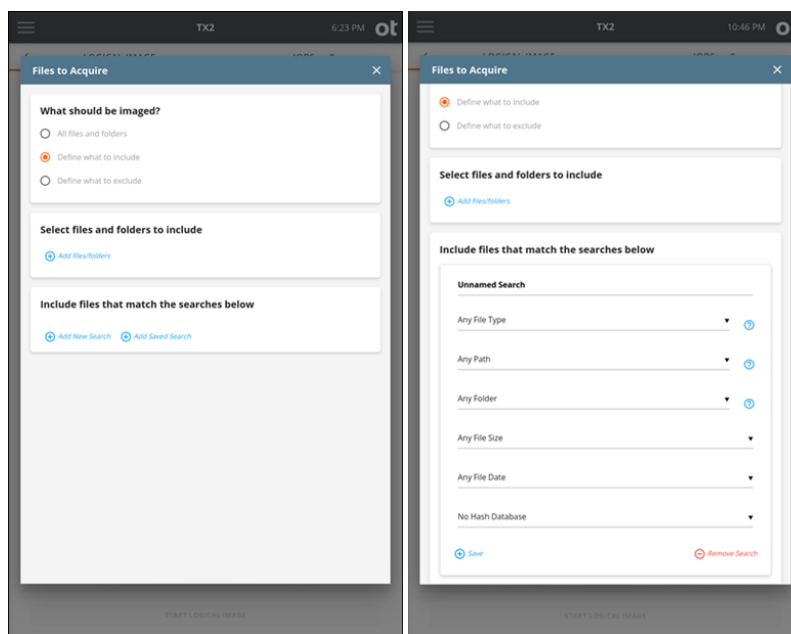 TX2
6:23 PM
ot
LOGICAL IMAGE
Files to Acquire
What should be imaged?
All files and folders
Define what to include
Define what to exclude
Select files and folders to include
Add files/folders
Include files that match the searches below
Add New Search
Add Saved Search
START LOGICAL IMAGE
TX2
10:46 PM
Files to Acquire
Define what to include
Define what to exclude
Select files and folders to include
Add files/folders
Include files that match the searches below
Unnamed Search
Any File Type
Any Path
Any Folder
Any File Size
Any File Date
No Hash Database
Save
Remove Search
START LOGICAL IMAGE